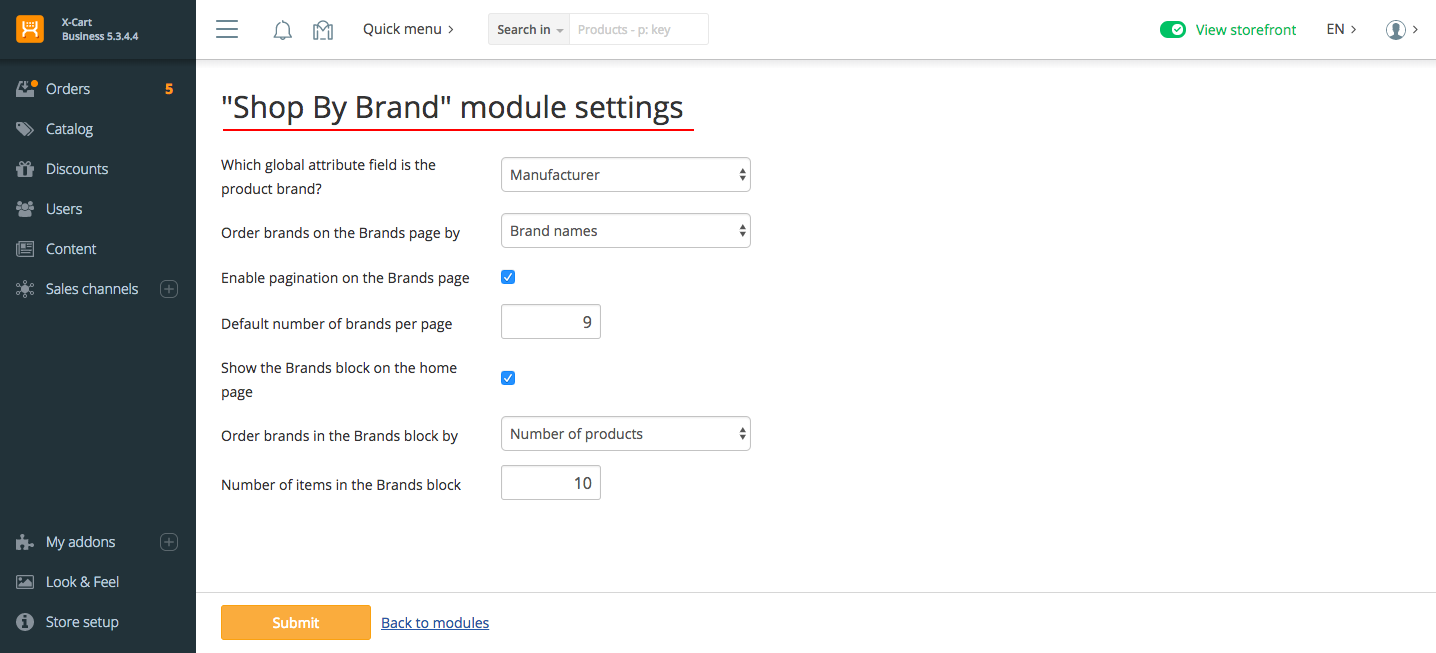 X-Cart
Business 5.3.4.4
Quick menu
Search in
Products - p: key
View storefront
EN
Orders 5
Catalog
Discounts
Users
Content
Sales channels
My addons
Look & Feel
Store setup
"Shop By Brand" module settings
Which global attribute field is the
product brand?
Manufacturer
Order brands on the Brands page by
Brand names
Enable pagination on the Brands page
Default number of brands per page
9
Show the Brands block on the home
page
Order brands in the Brands block by
Number of products
Number of items in the Brands block
10
Submit
Back to modules